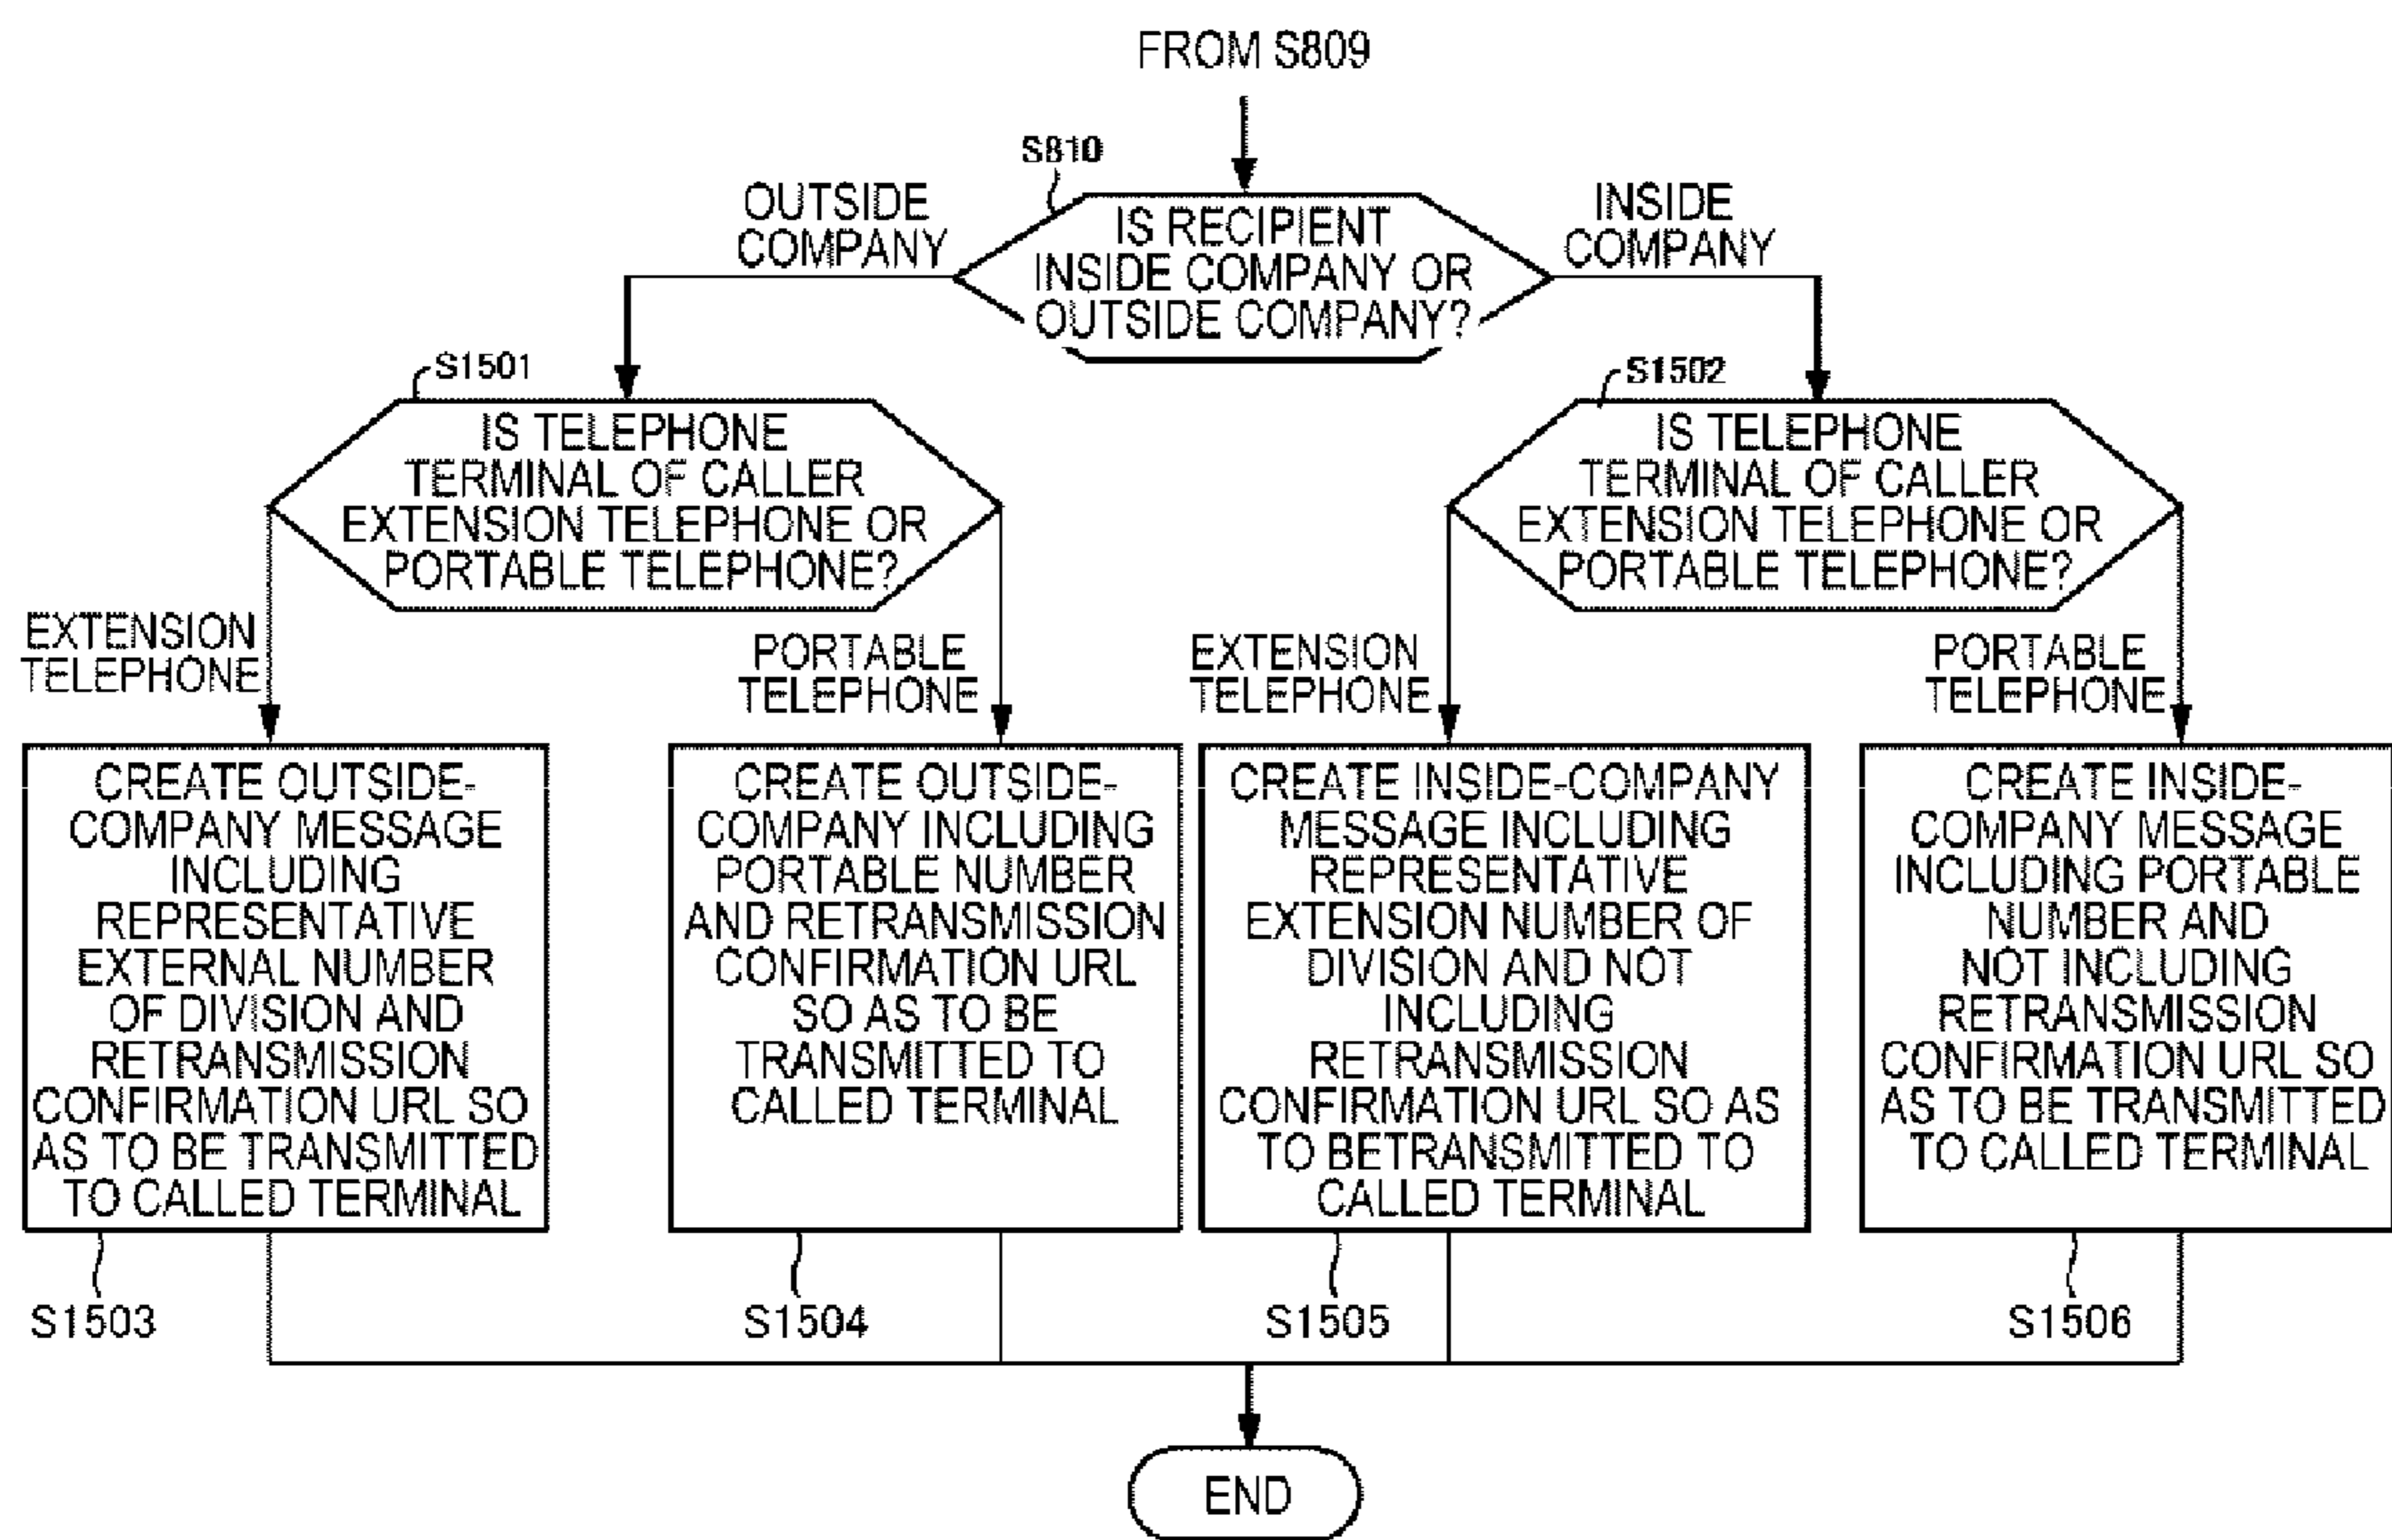 FROM S809
S810
OUTSIDE
COMPANY
IS RECIPIENT
INSIDE COMPANY OR
OUTSIDE COMPANY?
INSIDE
COMPANY
S1501
IS TELEPHONE
TERMINAL OF CALLER
EXTENSION TELEPHONE OR
PORTABLE TELEPHONE?
S1502
IS TELEPHONE
TERMINAL OF CALLER
EXTENSION TELEPHONE OR
PORTABLE TELEPHONE?
EXTENSION
TELEPHONE
PORTABLE
TELEPHONE
EXTENSION
TELEPHONE
PORTABLE
TELEPHONE
CREATE OUTSIDE-
COMPANY MESSAGE
INCLUDING
REPRESENTATIVE
EXTERNAL NUMBER
OF DIVISION AND
RETRANSMISSION
CONFIRMATION URL SO
AS TO BE TRANSMITTED
TO CALLED TERMINAL
CREATE OUTSIDE-
COMPANY INCLUDING
PORTABLE NUMBER
AND RETRANSMISSION
CONFIRMATION URL
SO AS TO BE
TRANSMITTED TO
CALLED TERMINAL
CREATE INSIDE-COMPANY
MESSAGE INCLUDING
REPRESENTATIVE
EXTENSION NUMBER OF
DIVISION AND NOT
INCLUDING
RETRANSMISSION
CONFIRMATION URL SO AS
TO BETRANSMITTED TO
CALLED TERMINAL
CREATE INSIDE-
COMPANY MESSAGE
INCLUDING PORTABLE
NUMBER AND
NOT INCLUDING
RETRANSMISSION
CONFIRMATION URL SO
AS TO BE TRANSMITTED
TO CALLED TERMINAL
S1503
S1504
S1505
S1506
END